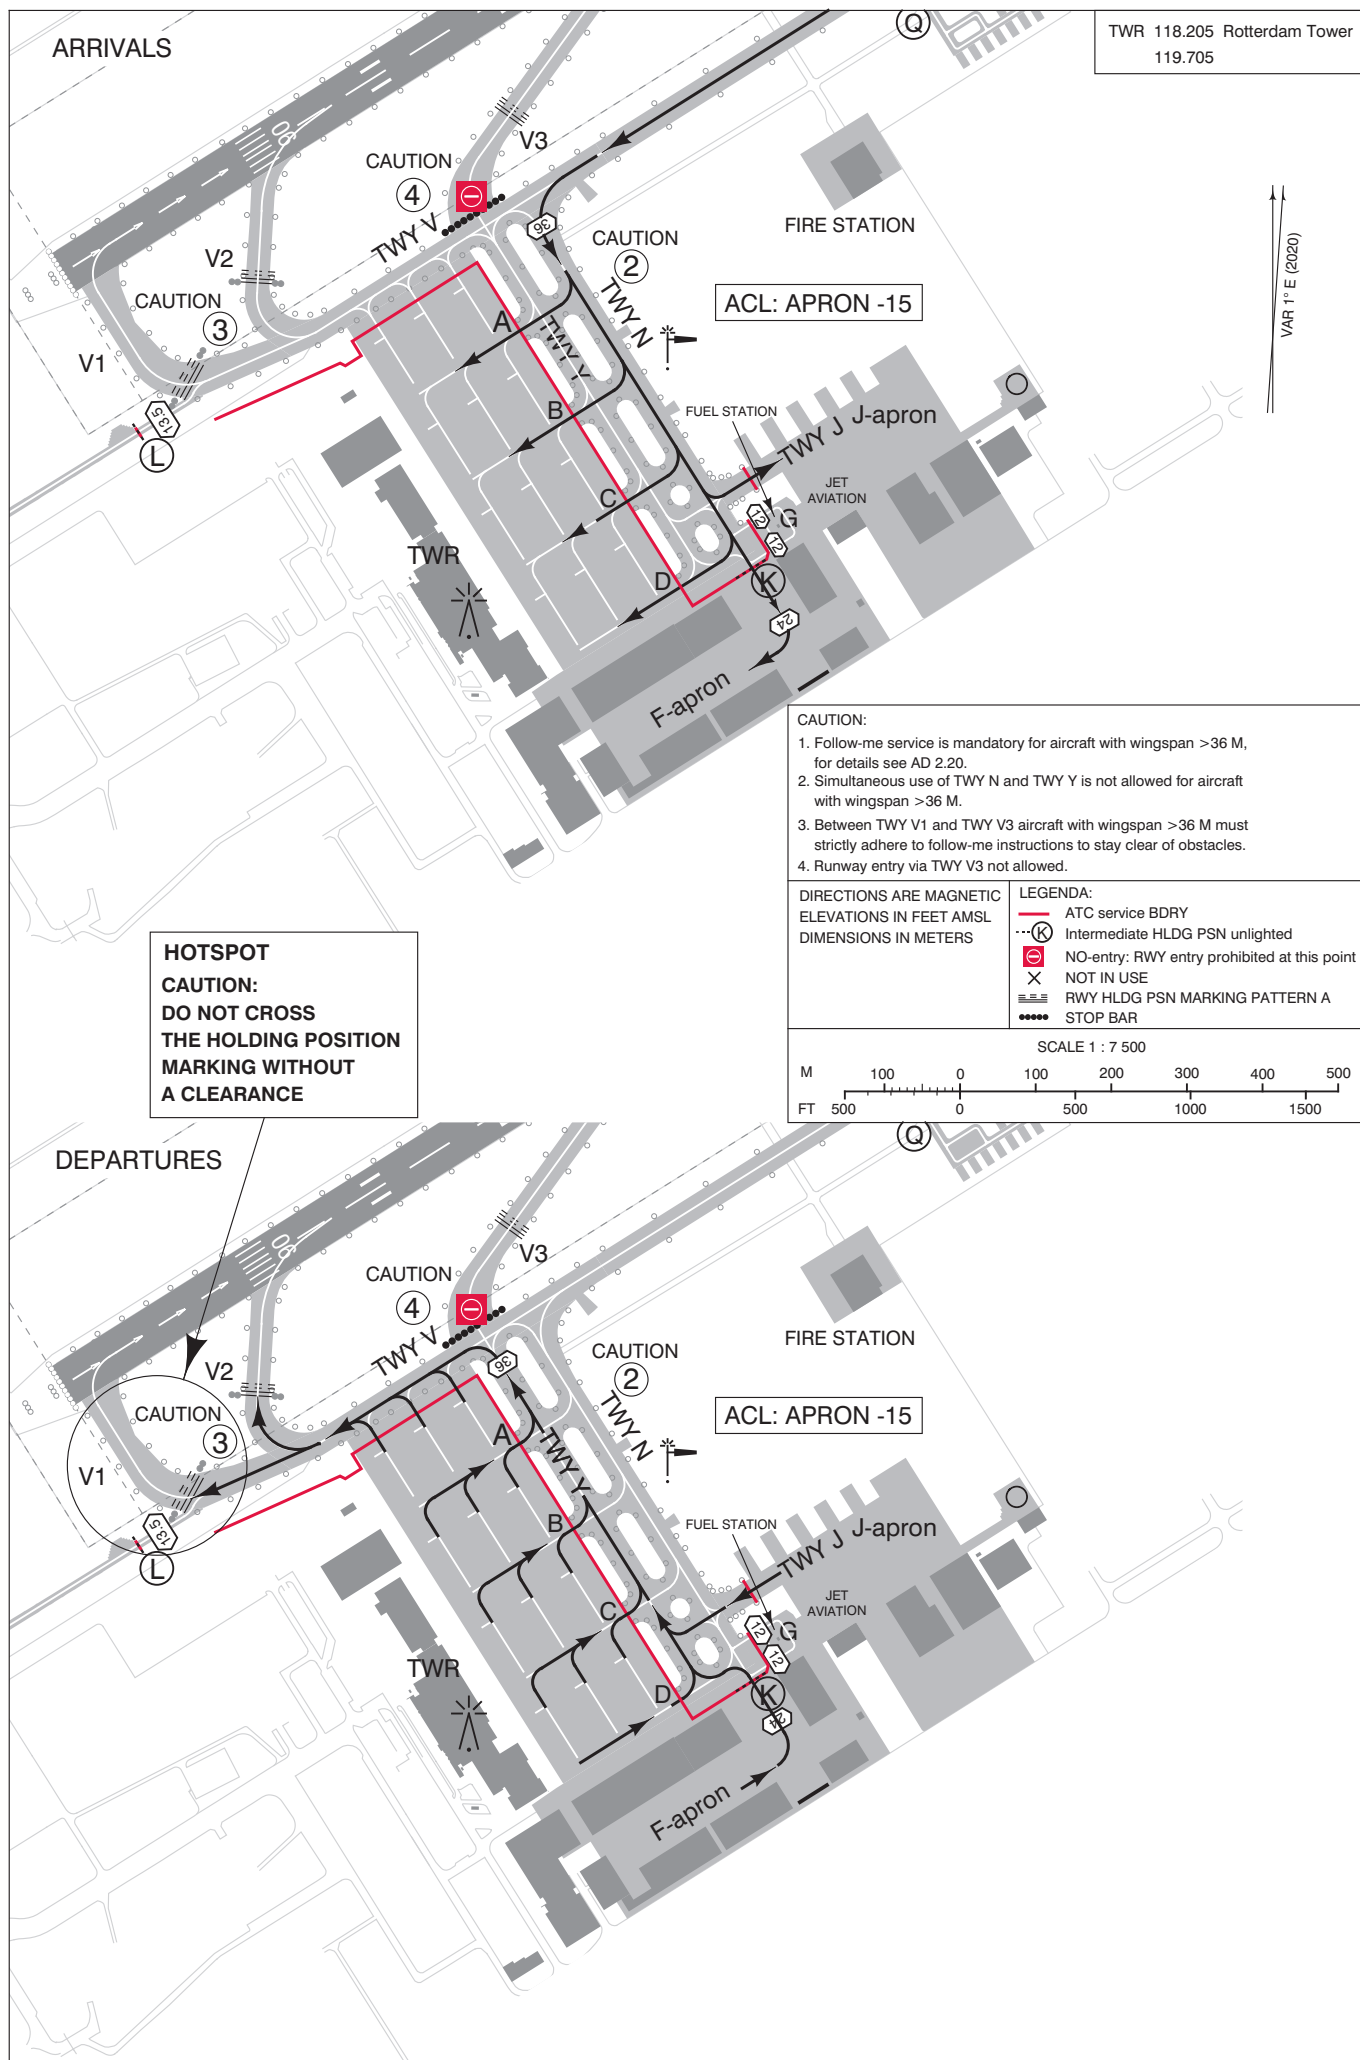 ARRIVALS
Q
TWR 118.205 Rotterdam Tower
119.705
06
V3
CAUTION
4
TWY V
36
CAUTION
2
TWY N
FIRE STATION
VAR 1° E (2020)
V2
CAUTION
3
V1
13.5
L
ACL: APRON -15
A
TWY Y
B
FUEL STATION
J-apron
TWY J
C
JET
AVIATION
12
G
12
TWR
D
K
24
F-apron
CAUTION:
1. Follow-me service is mandatory for aircraft with wingspan >36 M,
for details see AD 2.20.
2. Simultaneous use of TWY N and TWY Y is not allowed for aircraft
with wingspan >36 M.
3. Between TWY V1 and TWY V3 aircraft with wingspan >36 M must
strictly adhere to follow-me instructions to stay clear of obstacles.
4. Runway entry via TWY V3 not allowed.
DIRECTIONS ARE MAGNETIC
ELEVATIONS IN FEET AMSL
DIMENSIONS IN METERS
LEGENDA:
ATC service BDRY
K Intermediate HLDG PSN unlighted
NO-entry: RWY entry prohibited at this point
NOT IN USE
RWY HLDG PSN MARKING PATTERN A
STOP BAR
SCALE 1 : 7 500
M 100 0 100 200 300 400 500
FT 500 0 500 1000 1500
HOTSPOT
CAUTION:
DO NOT CROSS
THE HOLDING POSITION
MARKING WITHOUT
A CLEARANCE
DEPARTURES
Q
06
V3
CAUTION
4
TWY V
36
CAUTION
2
TWY N
FIRE STATION
V2
CAUTION
3
V1
13.5
L
ACL: APRON -15
A
TWY Y
B
FUEL STATION
J-apron
TWY J
C
JET
AVIATION
12
G
12
TWR
D
K
24
F-apron